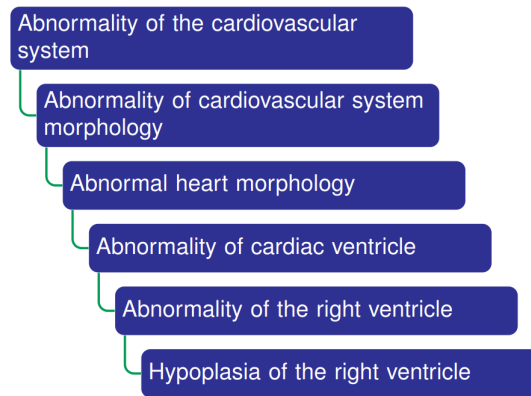 Abnormality of the cardiovascular
system
Abnormality of cardiovascular system
morphology
Abnormal heart morphology
Abnormality of cardiac ventricle
Abnormality of the right ventricle
Hypoplasia of the right ventricle